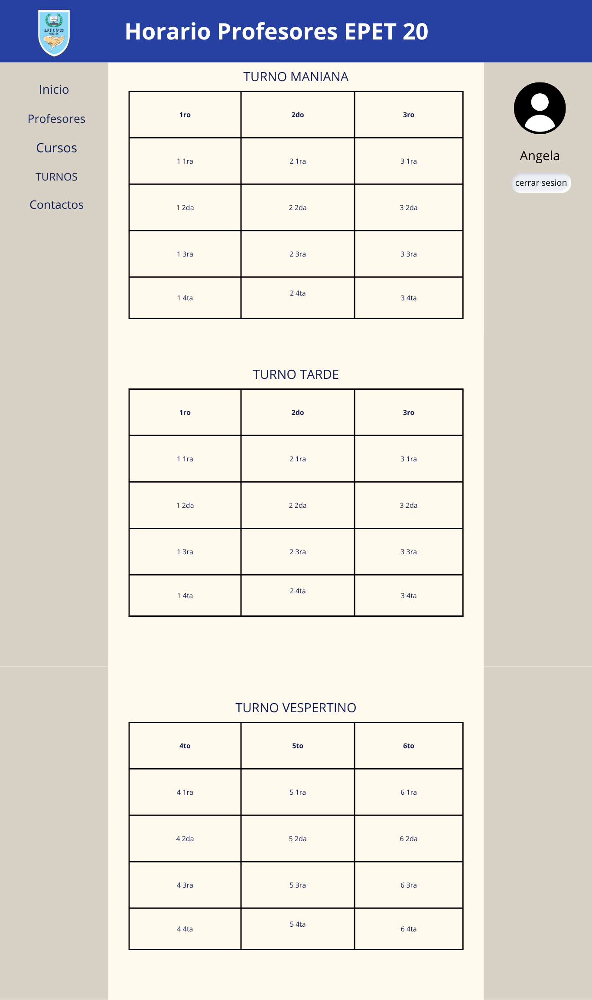 E.P.E.T. Nº 20
NEUQUÉN
Horario Profesores EPET 20
Inicio
Profesores
Cursos
TURNOS
Contactos
TURNO MANIANA
1ro 2do 3ro
1 1ra 2 1ra 3 1ra
1 2da 2 2da 3 2da
1 3ra 2 3ra 3 3ra
1 4ta 2 4ta 3 4ta
TURNO TARDE
1ro 2do 3ro
1 1ra 2 1ra 3 1ra
1 2da 2 2da 3 2da
1 3ra 2 3ra 3 3ra
1 4ta 2 4ta 3 4ta
TURNO VESPERTINO
4to 5to 6to
4 1ra 5 1ra 6 1ra
4 2da 5 2da 6 2da
4 3ra 5 3ra 6 3ra
4 4ta 5 4ta 6 4ta
Angela
cerrar sesion